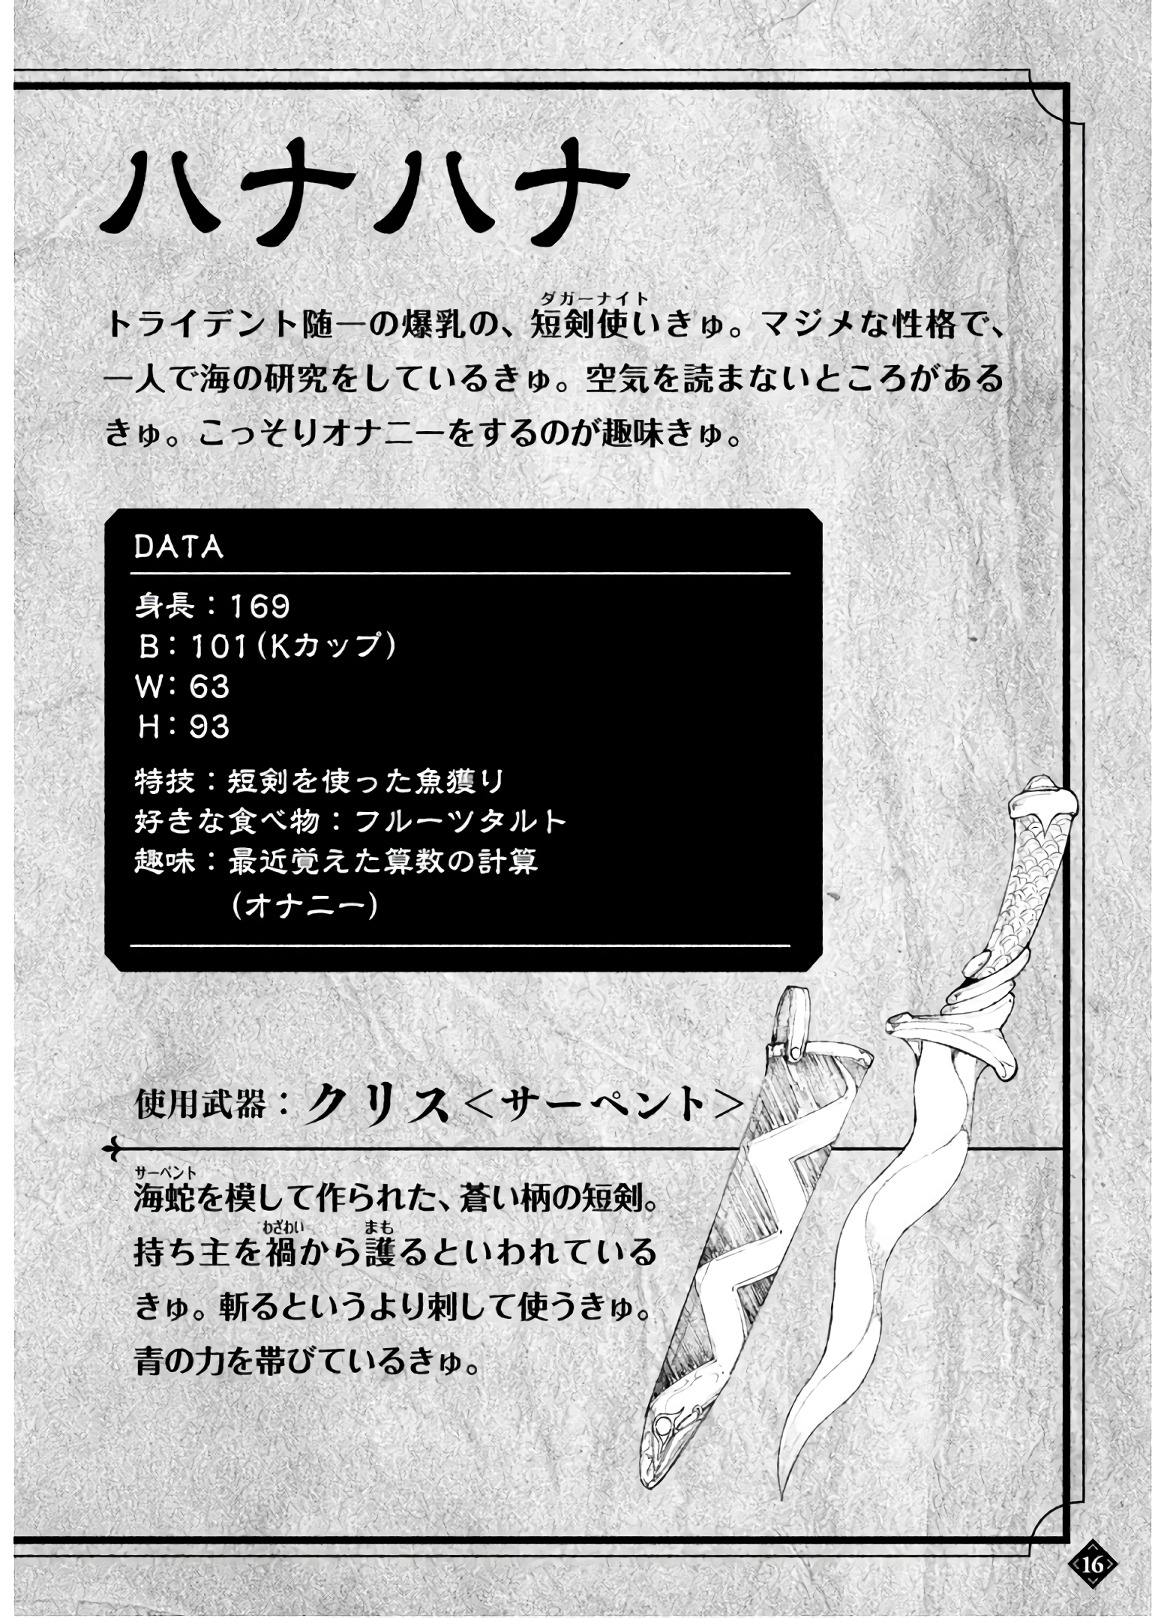 ハナハナ
ダガーナイト
トライデント随一の爆乳の、短剣使いきゅ。マジメな性格で、
一人で海の研究をしているきゅ。空気を読まないところがある
きゅ。こっそりオナニーをするのが趣味きゅ。
DATA
身長：169
B：101(Kカップ)
W：63
H：93
特技：短剣を使った魚獲り
好きな食べ物：フルーツタルト
趣味：最近覚えた算数の計算
(オナニー)
使用武器：クリス＜サーペント＞
サーペント
海蛇を模して作られた、蒼い柄の短剣。
わざわい まも
持ち主を禍から護るといわれている
きゅ。斬るというより刺して使うきゅ。
青の力を帯びているきゅ。
16